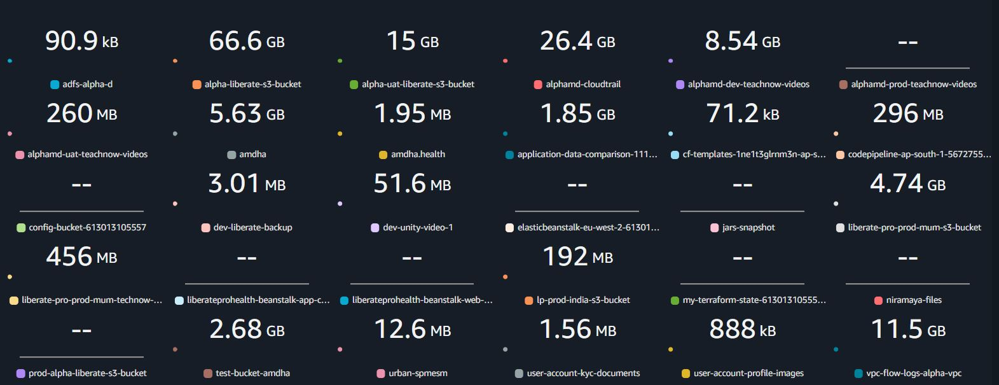 90.9 kB 66.6 GB 15 GB 26.4 GB 8.54 GB --
adfs-alpha-d alpha-liberate-s3-bucket alpha-uat-liberate-s3-bucket alphamd-cloudtrail alphamd-dev-teachnow-videos alphamd-prod-teachnow-videos
260 MB 5.63 GB 1.95 MB 1.85 GB 71.2 kB 296 MB
alphamd-uat-teachnow-videos amdha amdha.health application-data-comparison-111... cf-templates-1ne1t3glrnm3n-ap-s... codepipeline-ap-south-1-5672755...
-- 3.01 MB 51.6 MB -- -- 4.74 GB
config-bucket-613013105557 dev-liberate-backup dev-unity-video-1 elasticbeanstalk-eu-west-2-61301... jars-snapshot liberate-pro-prod-mum-s3-bucket
456 MB -- -- 192 MB -- --
liberate-pro-prod-mum-technow-... liberateprohealth-beanstalk-app-c... liberateprohealth-beanstalk-web-... lp-prod-india-s3-bucket my-terraform-state-61301310555... niramaya-files
-- 2.68 GB 12.6 MB 1.56 MB 888 kB 11.5 GB
prod-alpha-liberate-s3-bucket test-bucket-amdha urban-spmesm user-account-kyc-documents user-account-profile-images vpc-flow-logs-alpha-vpc